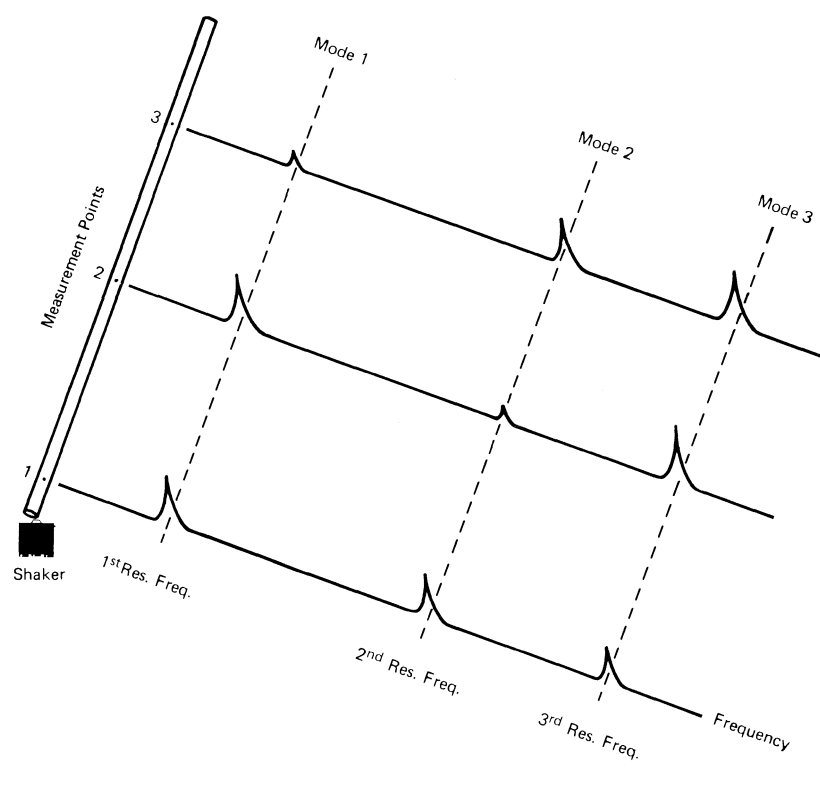 Mode 1
3
Mode 2
Mode 3
Measurement Points
2
1
Shaker
1st Res. Freq.
2nd Res. Freq.
3rd Res. Freq.
Frequency